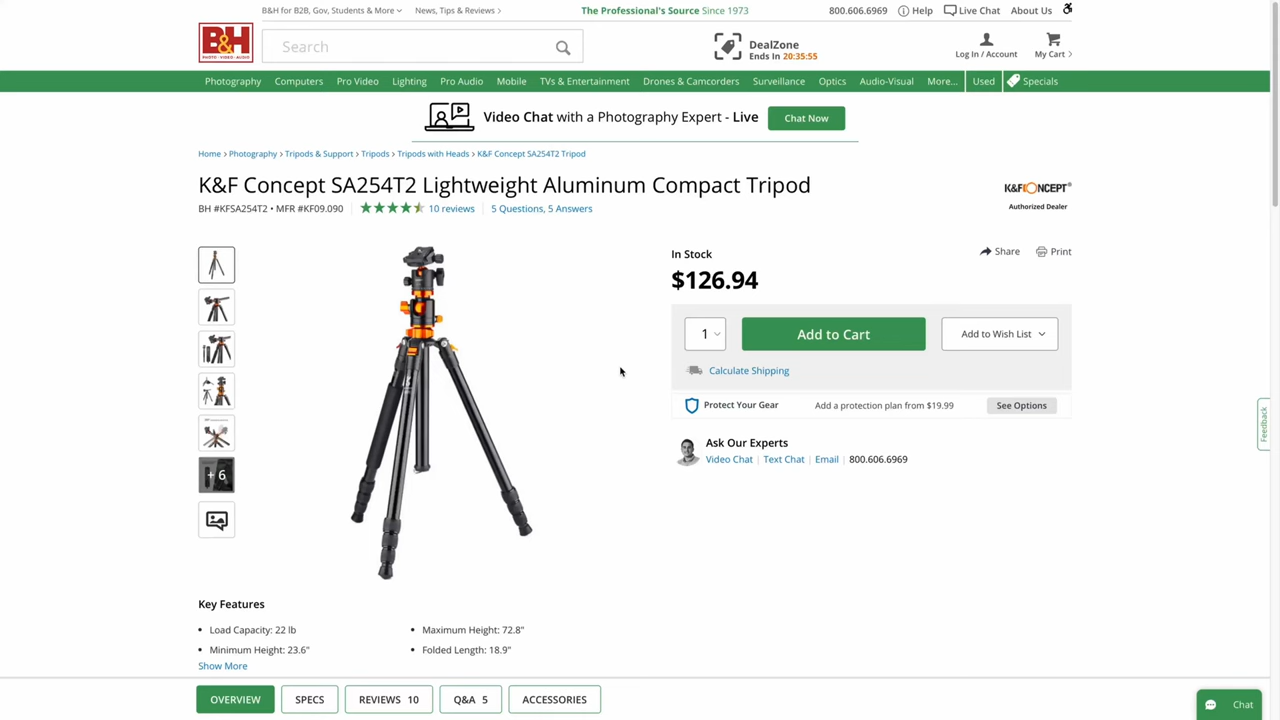 B&H for B2B, Gov, Students & More
News, Tips & Reviews
The Professional's Source Since 1973
800.606.6969
Help
Live Chat
About Us
B&H
PHOTO · VIDEO · AUDIO
Search
DealZone
Ends In 20:35:55
Log In / Account
My Cart
Photography
Computers
Pro Video
Lighting
Pro Audio
Mobile
TVs & Entertainment
Drones & Camcorders
Surveillance
Optics
Audio-Visual
More...
Used
Specials
Video Chat with a Photography Expert - Live
Chat Now
Home › Photography › Tripods & Support › Tripods › Tripods with Heads › K&F Concept SA254T2 Tripod
K&F Concept SA254T2 Lightweight Aluminum Compact Tripod
K&F CONCEPT
Authorized Dealer
BH #KFSA254T2 • MFR #KF09.090
10 reviews
5 Questions, 5 Answers
+ 6
In Stock
Share
Print
$126.94
1
Add to Cart
Add to Wish List
Calculate Shipping
Protect Your Gear
Add a protection plan from $19.99
See Options
Ask Our Experts
Video Chat | Text Chat | Email | 800.606.6969
Feedback
Key Features
• Load Capacity: 22 lb
• Maximum Height: 72.8"
• Minimum Height: 23.6"
• Folded Length: 18.9"
Show More
OVERVIEW
SPECS
REVIEWS 10
Q&A 5
ACCESSORIES
Chat